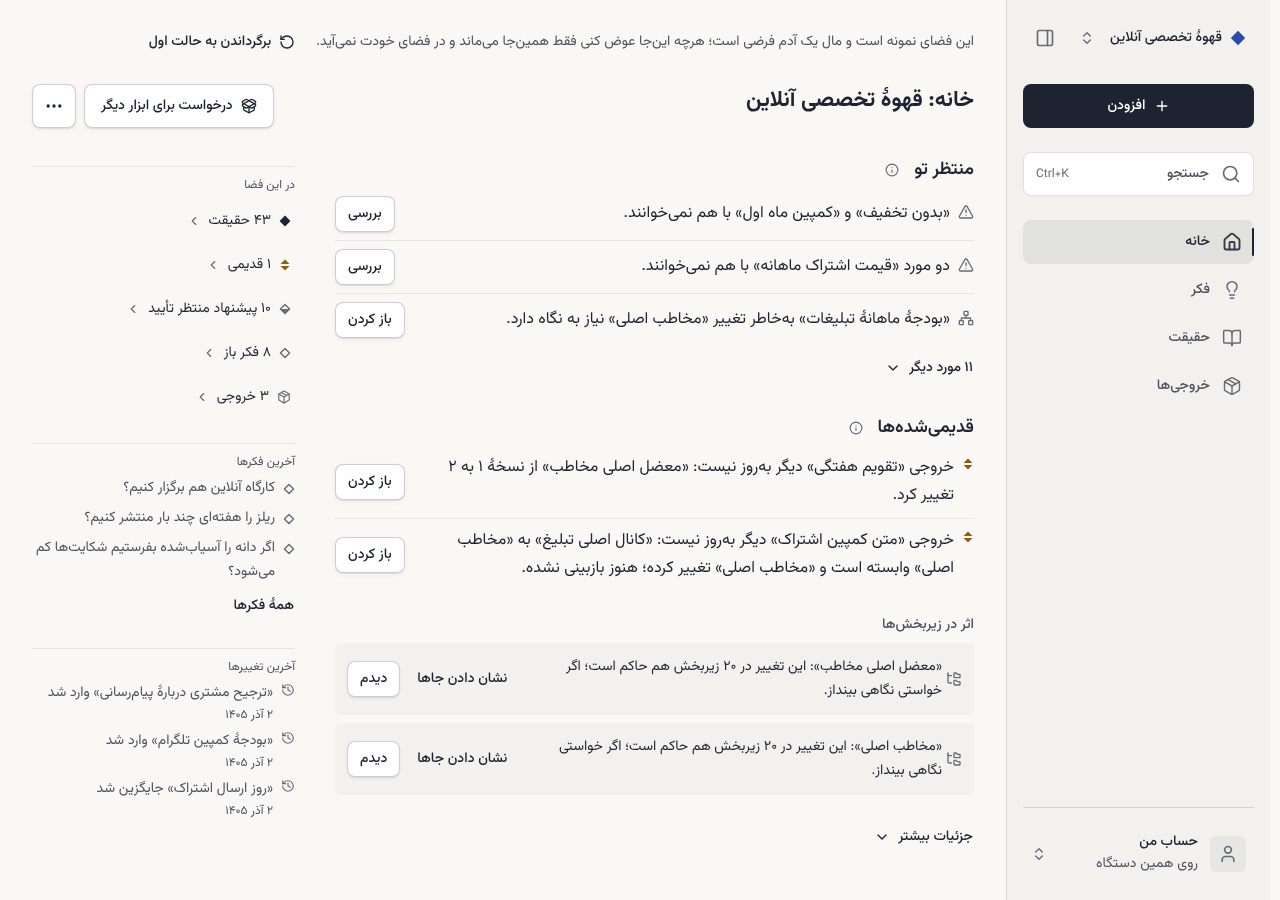 قهوهٔ تخصصی آنلاین
افزودن
جستجو
Ctrl+K
خانه
فکر
حقیقت
خروجی‌ها
حساب من
روی همین دستگاه
این فضای نمونه است و مال یک آدم فرضی است؛ هرچه این‌جا عوض کنی فقط همین‌جا می‌ماند و در فضای خودت نمی‌آید.
برگرداندن به حالت اول
خانه: قهوهٔ تخصصی آنلاین
درخواست برای ابزار دیگر
منتظر تو
«بدون تخفیف» و «کمپین ماه اول» با هم نمی‌خوانند.
بررسی
دو مورد «قیمت اشتراک ماهانه» با هم نمی‌خوانند.
بررسی
«بودجهٔ ماهانهٔ تبلیغات» به‌خاطر تغییر «مخاطب اصلی» نیاز به نگاه دارد.
باز کردن
۱۱ مورد دیگر
قدیمی‌شده‌ها
خروجی «تقویم هفتگی» دیگر به‌روز نیست: «معضل اصلی مخاطب» از نسخهٔ ۱ به ۲
تغییر کرد.
باز کردن
خروجی «متن کمپین اشتراک» دیگر به‌روز نیست: «کانال اصلی تبلیغ» به «مخاطب
اصلی» وابسته است و «مخاطب اصلی» تغییر کرده؛ هنوز بازبینی نشده.
باز کردن
اثر در زیربخش‌ها
«معضل اصلی مخاطب»: این تغییر در ۲۰ زیربخش هم حاکم است؛ اگر
خواستی نگاهی بینداز.
نشان دادن جاها
دیدم
«مخاطب اصلی»: این تغییر در ۲۰ زیربخش هم حاکم است؛ اگر خواستی
نگاهی بینداز.
نشان دادن جاها
دیدم
جزئیات بیشتر
در این فضا
۴۳ حقیقت
۱ قدیمی
۱۰ پیشنهاد منتظر تأیید
۸ فکر باز
۳ خروجی
آخرین فکرها
کارگاه آنلاین هم برگزار کنیم؟
ریلز را هفته‌ای چند بار منتشر کنیم؟
اگر دانه را آسیاب‌شده بفرستیم شکایت‌ها کم
می‌شود؟
همهٔ فکرها
آخرین تغییرها
«ترجیح مشتری دربارهٔ پیام‌رسانی» وارد شد
۲ آذر ۱۴۰۵
«بودجهٔ کمپین تلگرام» وارد شد
۲ آذر ۱۴۰۵
«روز ارسال اشتراک» جایگزین شد
۲ آذر ۱۴۰۵